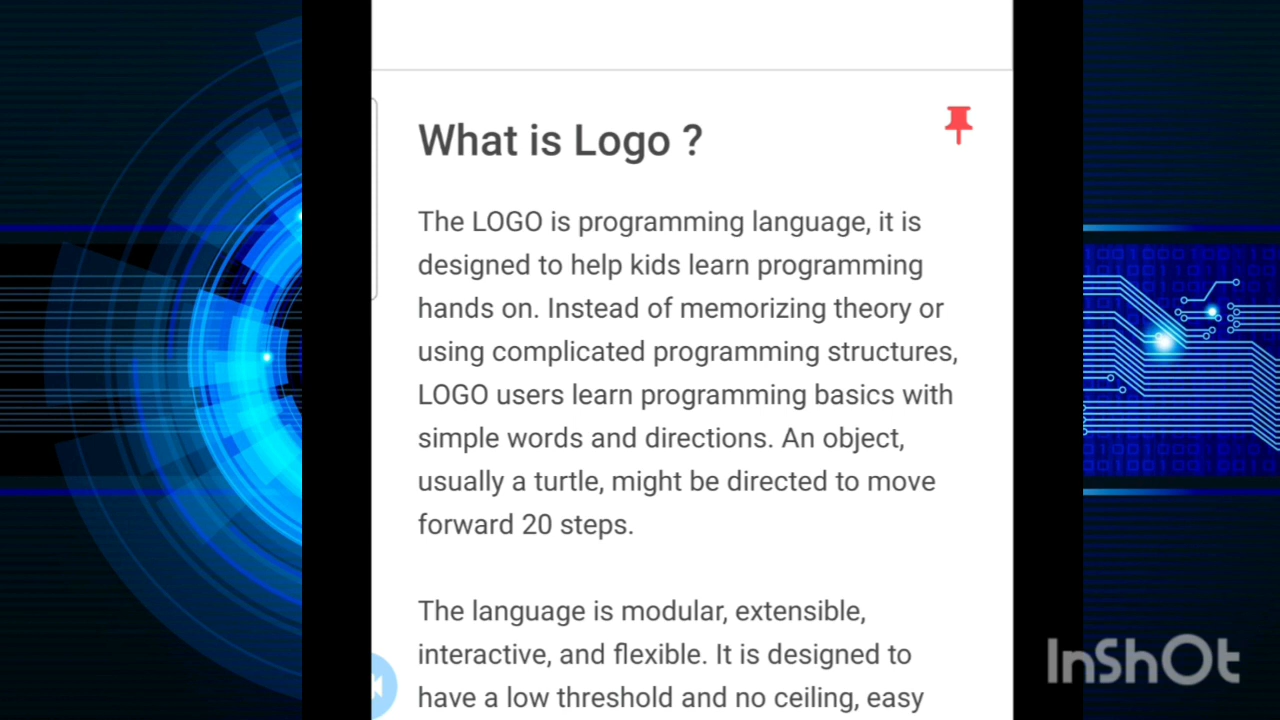 What is Logo ?
The LOGO is programming language, it is
designed to help kids learn programming
hands on. Instead of memorizing theory or
using complicated programming structures,
LOGO users learn programming basics with
simple words and directions. An object,
usually a turtle, might be directed to move
forward 20 steps.
The language is modular, extensible,
interactive, and flexible. It is designed to
have a low threshold and no ceiling, easy
InShOt